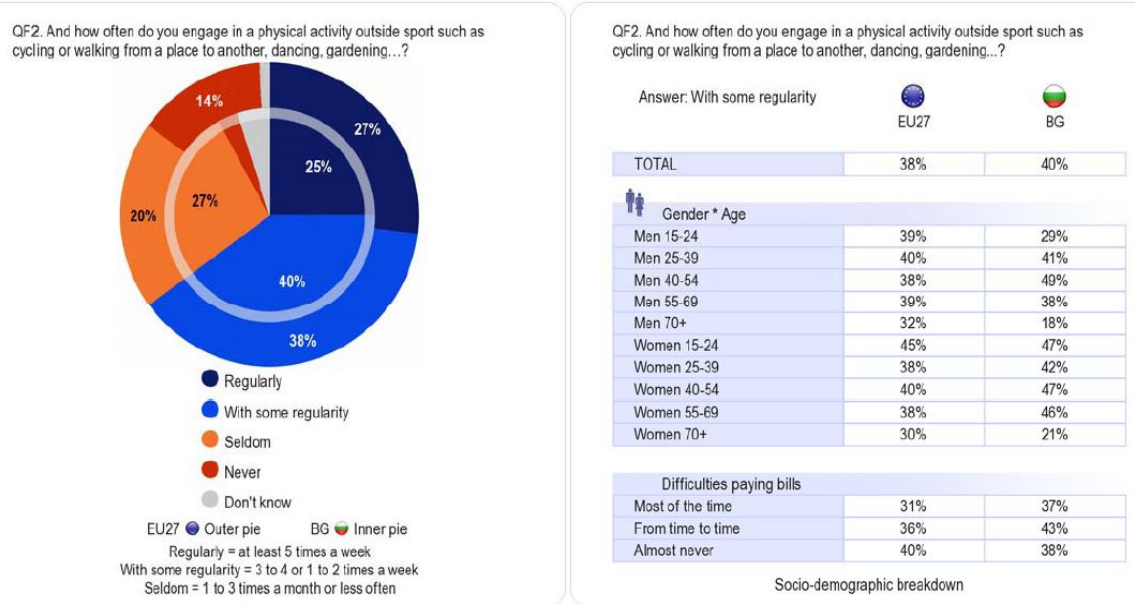 QF2. And how often do you engage in a physical activity outside sport such as
cycling or walking from a place to another, dancing, gardening…?
14%
27%
25%
27%
20%
40%
38%
Regularly
With some regularity
Seldom
Never
Don't know
EU27 Outer pie BG Inner pie
Regularly = at least 5 times a week
With some regularity = 3 to 4 or 1 to 2 times a week
Seldom = 1 to 3 times a month or less often
QF2. And how often do you engage in a physical activity outside sport such as
cycling or walking from a place to another, dancing, gardening...?
Answer: With some regularity
EU27 BG
TOTAL 38% 40%
Gender * Age
Men 15-24 39% 29%
Men 25-39 40% 41%
Men 40-54 38% 49%
Men 55-69 39% 38%
Men 70+ 32% 18%
Women 15-24 45% 47%
Women 25-39 38% 42%
Women 40-54 40% 47%
Women 55-69 38% 46%
Women 70+ 30% 21%
Difficulties paying bills
Most of the time 31% 37%
From time to time 36% 43%
Almost never 40% 38%
Socio-demographic breakdown